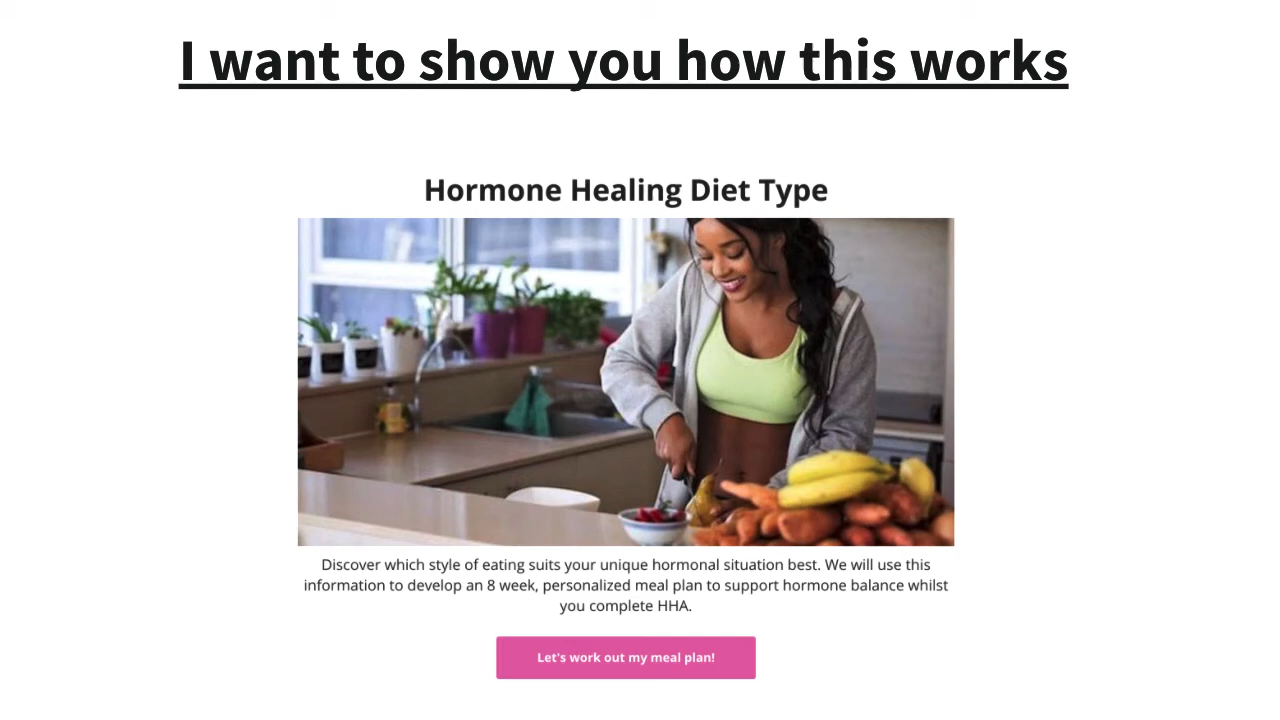 I want to show you how this works
Hormone Healing Diet Type
Discover which style of eating suits your unique hormonal situation best. We will use this
information to develop an 8 week, personalized meal plan to support hormone balance whilst
you complete HHA.
Let's work out my meal plan!